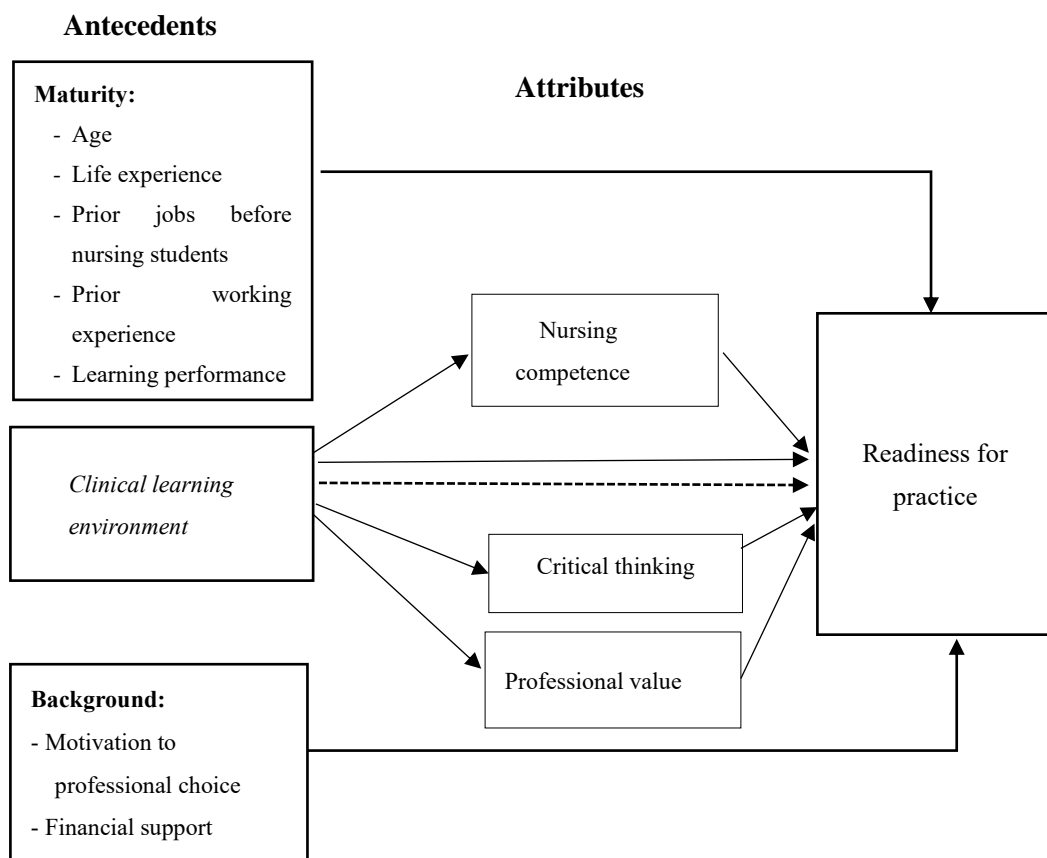 Antecedents
Attributes
Maturity:
- Age
- Life experience
- Prior jobs before
nursing students
- Prior working
experience
- Learning performance
Nursing
competence
Readiness for
practice
Clinical learning
environment
Critical thinking
Professional value
Background:
- Motivation to
professional choice
- Financial support